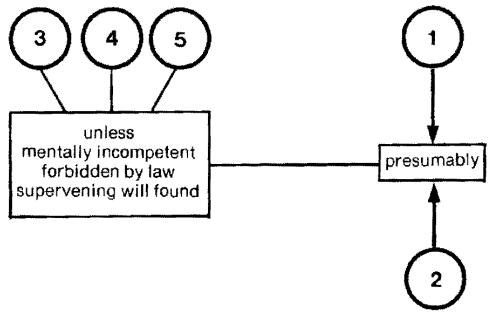 3 4 5
1
unless
mentally incompetent
forbidden by law
supervening will found
presumably
2